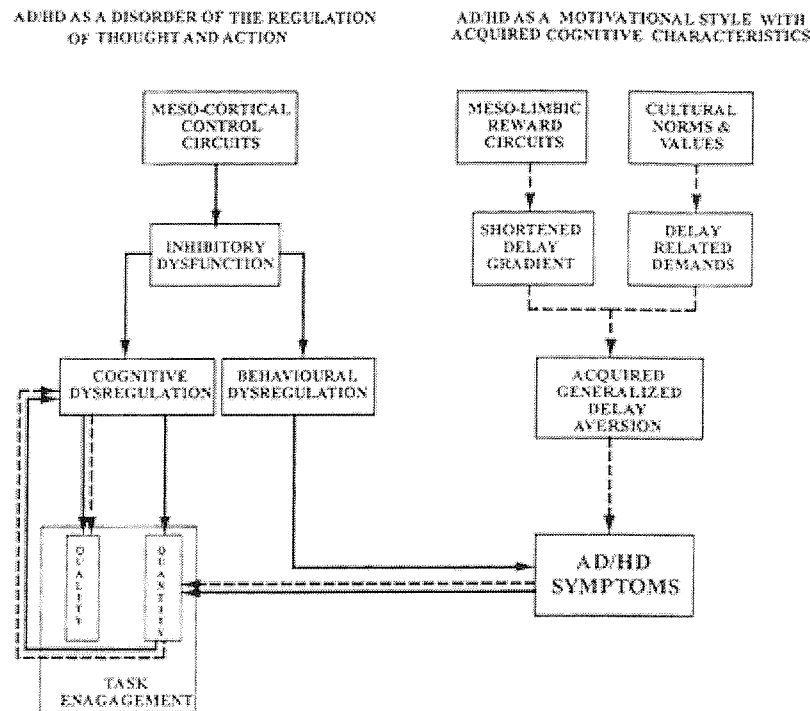 AD/HD AS A DISORDER OF THE REGULATION
OF THOUGHT AND ACTION
AD/HD AS A MOTIVATIONAL STYLE WITH
ACQUIRED COGNITIVE CHARACTERISTICS
MESO-CORTICAL
CONTROL
CIRCUITS
MESO-LIMBIC
REWARD
CIRCUITS
CULTURAL
NORMS &
VALUES
INHIBITORY
DYSFUNCTION
SHORTENED
DELAY
GRADIENT
DELAY
RELATED
DEMANDS
COGNITIVE
DYSREGULATION
BEHAVIOURAL
DYSREGULATION
ACQUIRED
GENERALIZED
DELAY
AVERSION
QUALITY
QUANTITY
AD/HD
SYMPTOMS
TASK
ENAGAGEMENT